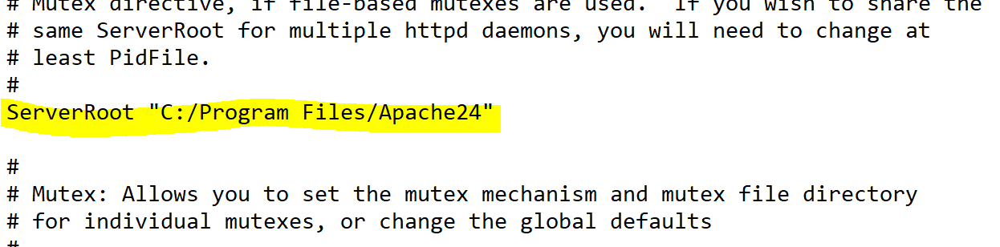 # Mutex directive, if file-based mutexes are used.  If you wish to share the
# same ServerRoot for multiple httpd daemons, you will need to change at
# least PidFile.
#
ServerRoot "C:/Program Files/Apache24"
#
# Mutex: Allows you to set the mutex mechanism and mutex file directory
# for individual mutexes, or change the global defaults
#